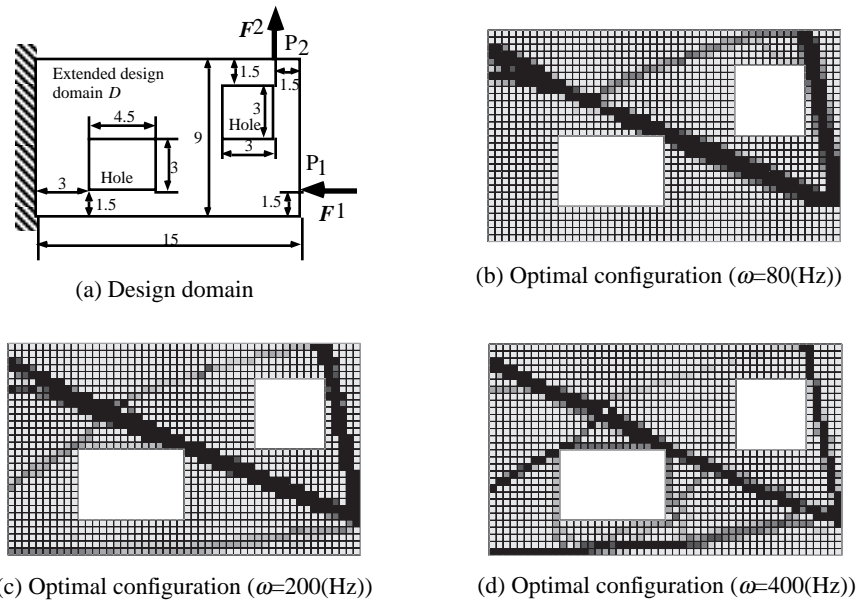 F2
P2
Extended design
domain D
1.5
1.5
4.5
3
Hole
9
3
3
Hole
P1
3
1.5
1.5
F1
15
(a) Design domain
(b) Optimal configuration (ω=80(Hz))
(c) Optimal configuration (ω=200(Hz))
(d) Optimal configuration (ω=400(Hz))